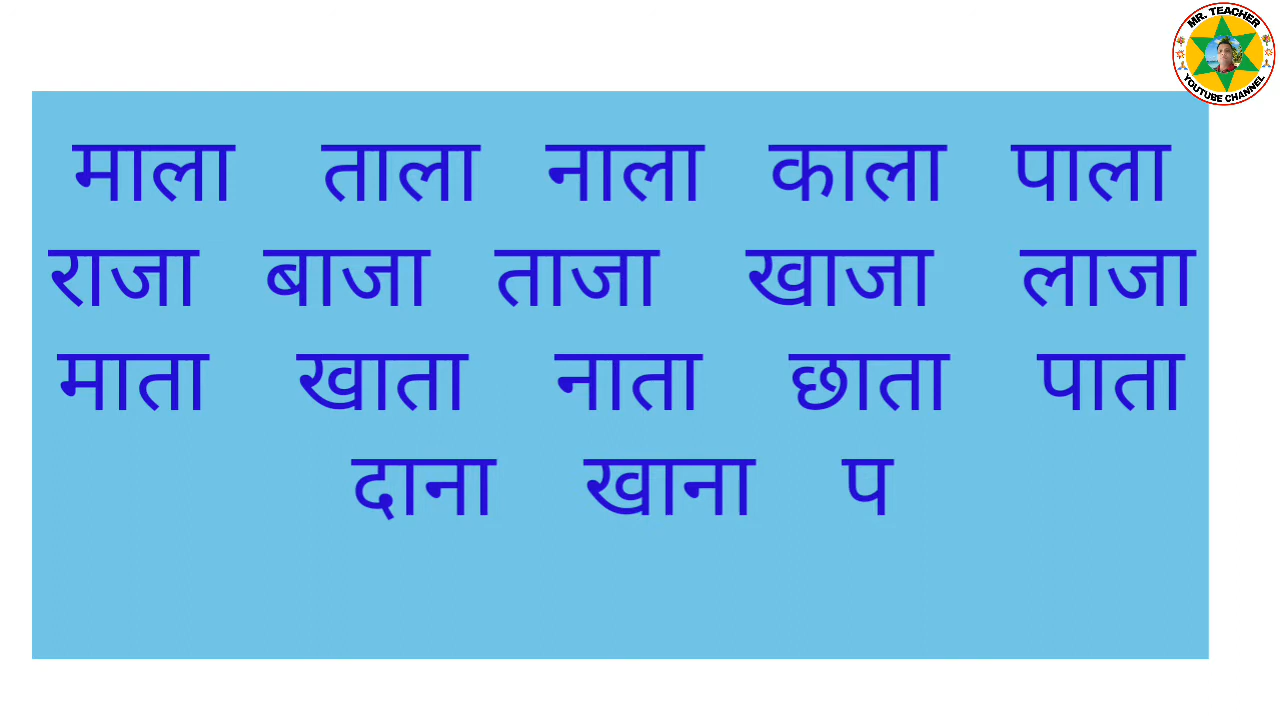 MR. TEACHER
YOUTUBE CHANNEL
माला ताला नाला काला पाला
राजा बाजा ताजा खाजा लाजा
माता खाता नाता छाता पाता
दाना खाना प